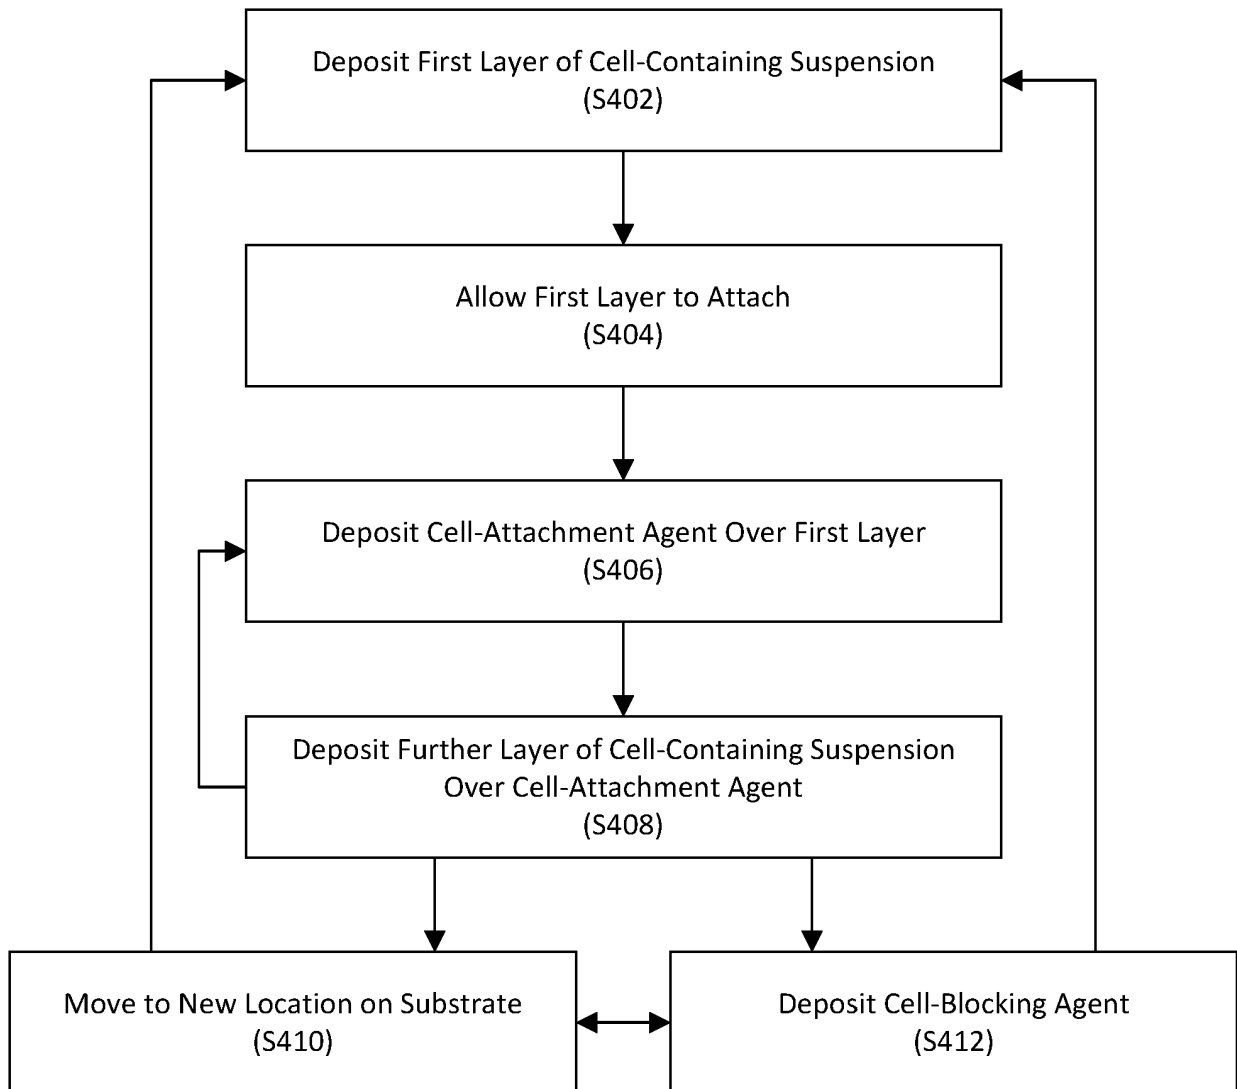 Deposit First Layer of Cell-Containing Suspension
(S402)
Allow First Layer to Attach
(S404)
Deposit Cell-Attachment Agent Over First Layer
(S406)
Deposit Further Layer of Cell-Containing Suspension
Over Cell-Attachment Agent
(S408)
Move to New Location on Substrate
(S410)
Deposit Cell-Blocking Agent
(S412)